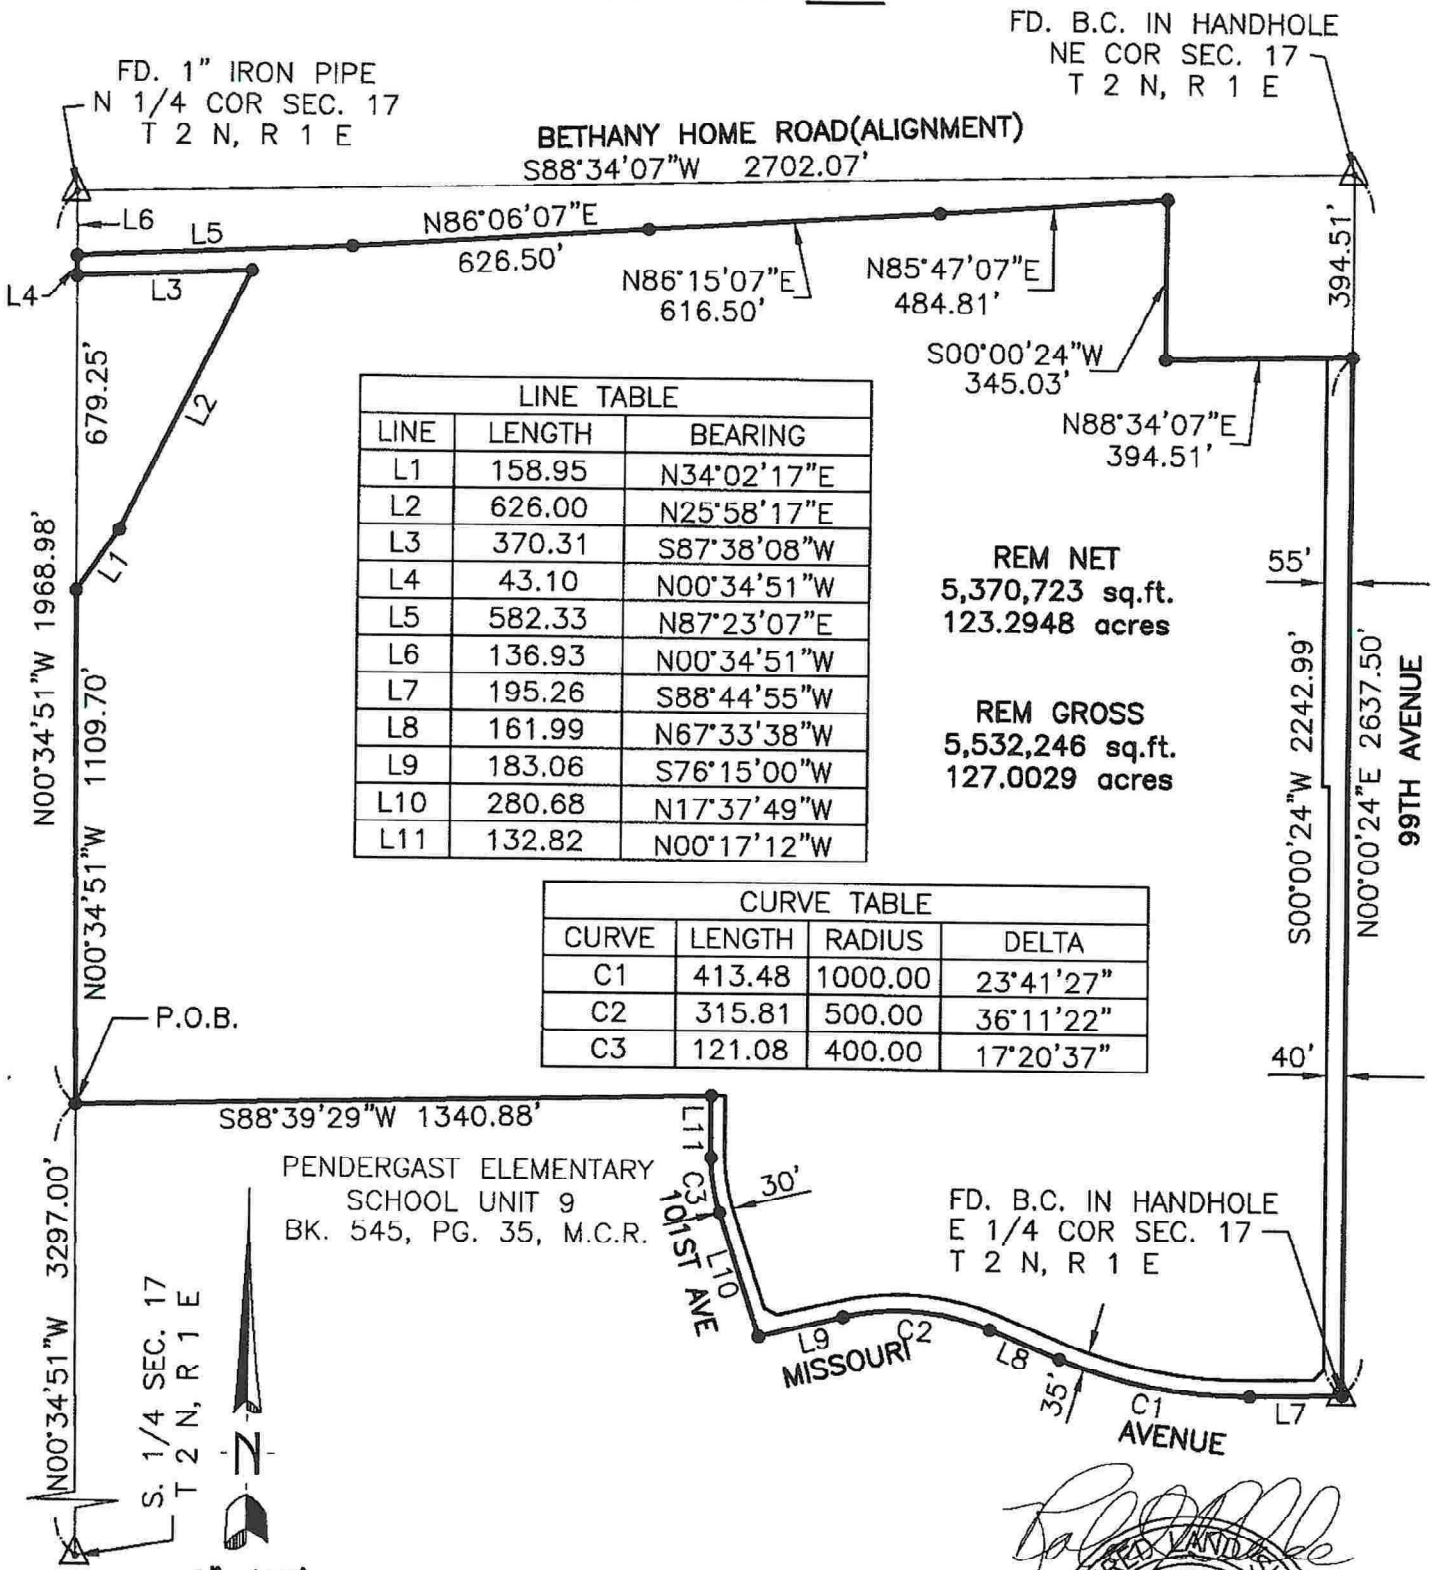 FD. 1" IRON PIPE
N 1/4 COR SEC. 17
T 2 N, R 1 E
FD. B.C. IN HANDHOLE
NE COR SEC. 17
T 2 N, R 1 E
BETHANY HOME ROAD(ALIGNMENT)
S88°34'07"W 2702.07'
L6
L5
N86°06'07"E
626.50'
N86°15'07"E
616.50'
N85°47'07"E
484.81'
394.51'
L4
L3
679.25'
L2
L1
S00°00'24"W
345.03'
N88°34'07"E
394.51'
LINE TABLE
LINE LENGTH BEARING
L1 158.95 N34°02'17"E
L2 626.00 N25°58'17"E
L3 370.31 S87°38'08"W
L4 43.10 N00°34'51"W
L5 582.33 N87°23'07"E
L6 136.93 N00°34'51"W
L7 195.26 S88°44'55"W
L8 161.99 N67°33'38"W
L9 183.06 S76°15'00"W
L10 280.68 N17°37'49"W
L11 132.82 N00°17'12"W
REM NET
5,370,723 sq.ft.
123.2948 acres
REM GROSS
5,532,246 sq.ft.
127.0029 acres
55'
N00°34'51"W 1968.98'
N00°34'51"W 1109.70'
S00°00'24"W 2242.99'
N00°00'24"E 2637.50'
99TH AVENUE
CURVE TABLE
CURVE LENGTH RADIUS DELTA
C1 413.48 1000.00 23°41'27"
C2 315.81 500.00 36°11'22"
C3 121.08 400.00 17°20'37"
40'
P.O.B.
S88°39'29"W 1340.88'
PENDERGAST ELEMENTARY
SCHOOL UNIT 9
BK. 545, PG. 35, M.C.R.
L11
C3
30'
101ST AVE
L10
FD. B.C. IN HANDHOLE
E 1/4 COR SEC. 17
T 2 N, R 1 E
L9
C2
L8
MISSOURI
35'
C1
L7
AVENUE
N00°34'51"W 3297.00'
S. 1/4 SEC. 17
T 2 N, R 1 E
N
LAND